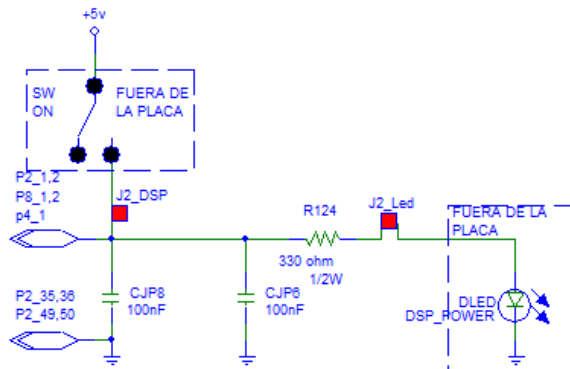 +5v
SW
ON
FUERA DE
LA PLACA
P2_1,2
P8_1,2
p4_1
J2_DSP
R124
330 ohm
1/2W
J2_Led
FUERA DE LA
PLACA
P2_35,36
P2_49,50
CJP8
100nF
CJP6
100nF
DLED
DSP_POWER